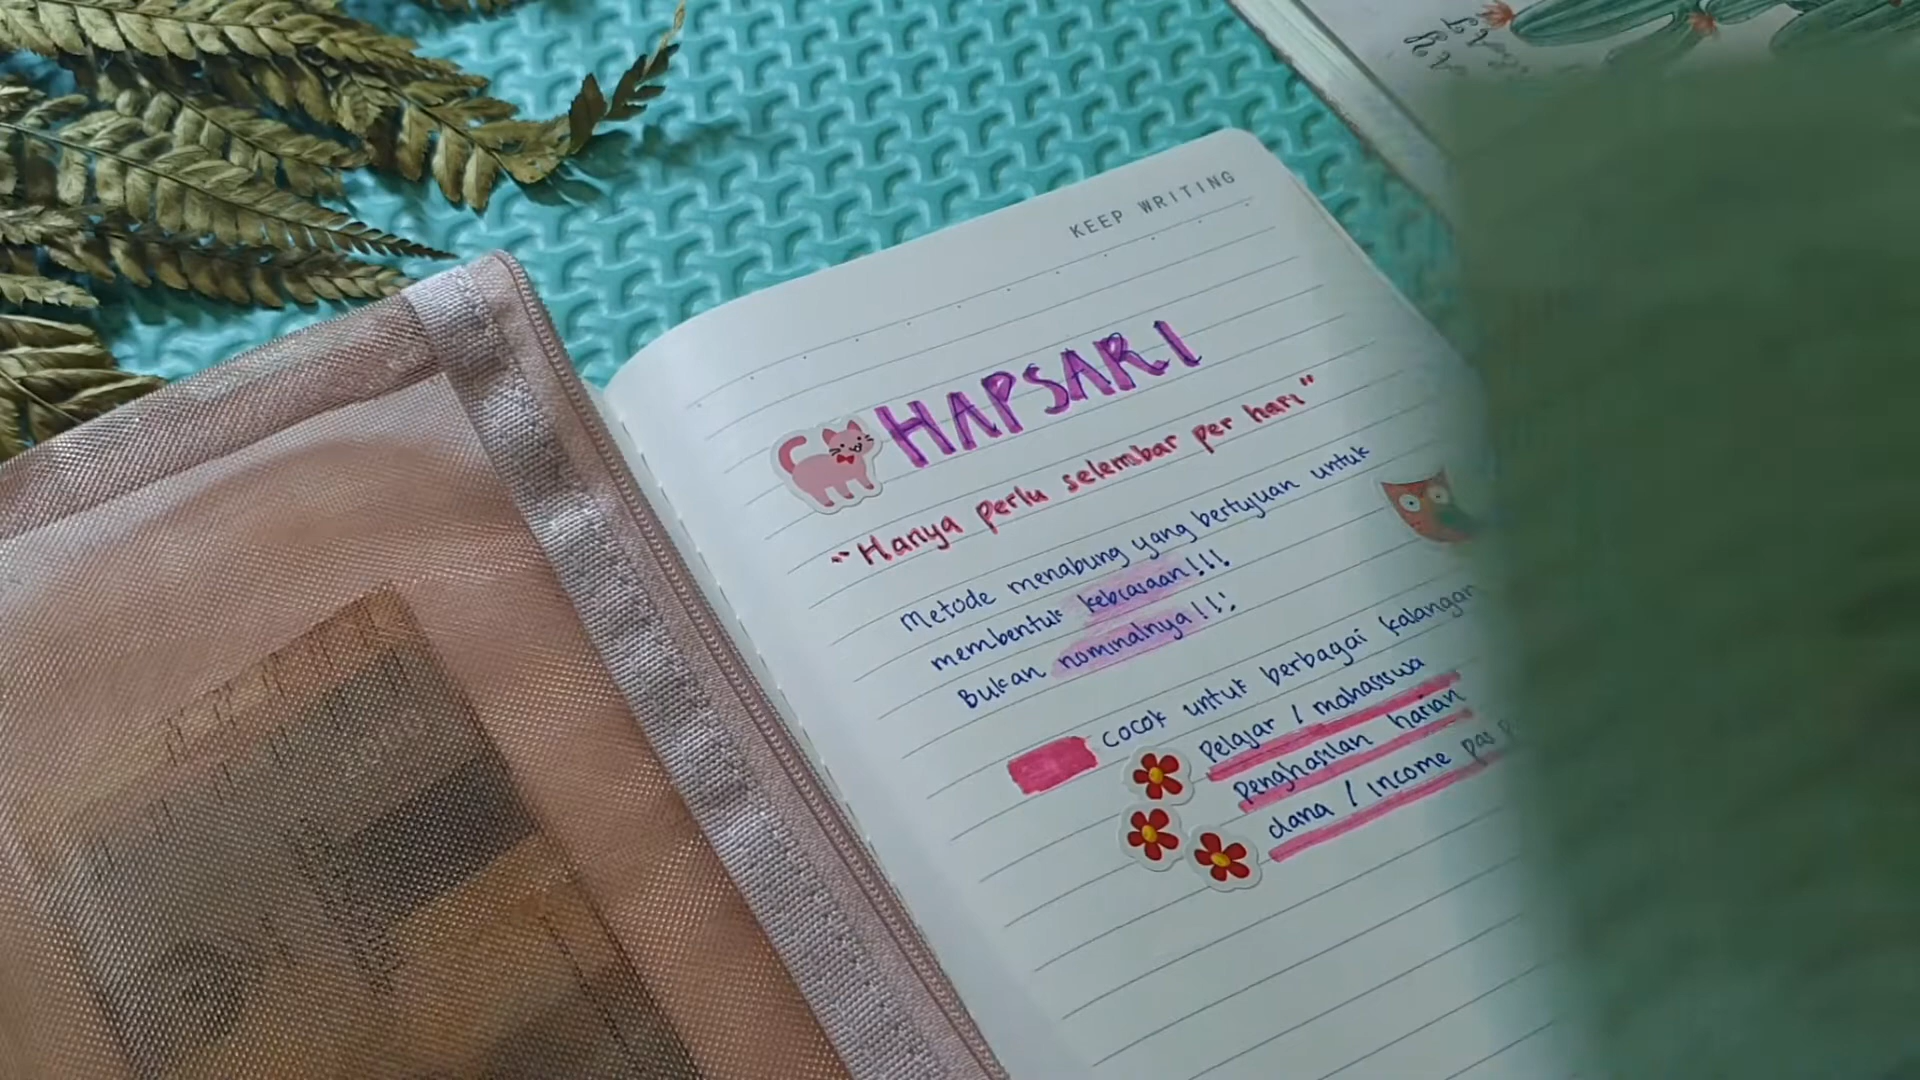 KEEP WRITING
HAPSARI
"Hanya perlu selembar per hari"
Metode menabung yang bertujuan untuk
membentuk kebiasaan!!!
Bukan nominalnya!!!
cocok untuk berbagai kalangan
Pelajar / mahasiswa
Penghasilan harian
dana / income pas